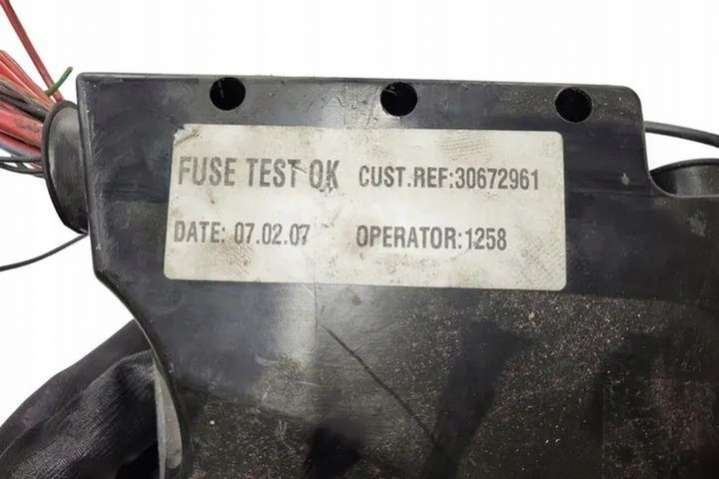 FUSE TEST OK CUST.REF:30672961
DATE: 07.02.07 OPERATOR:1258